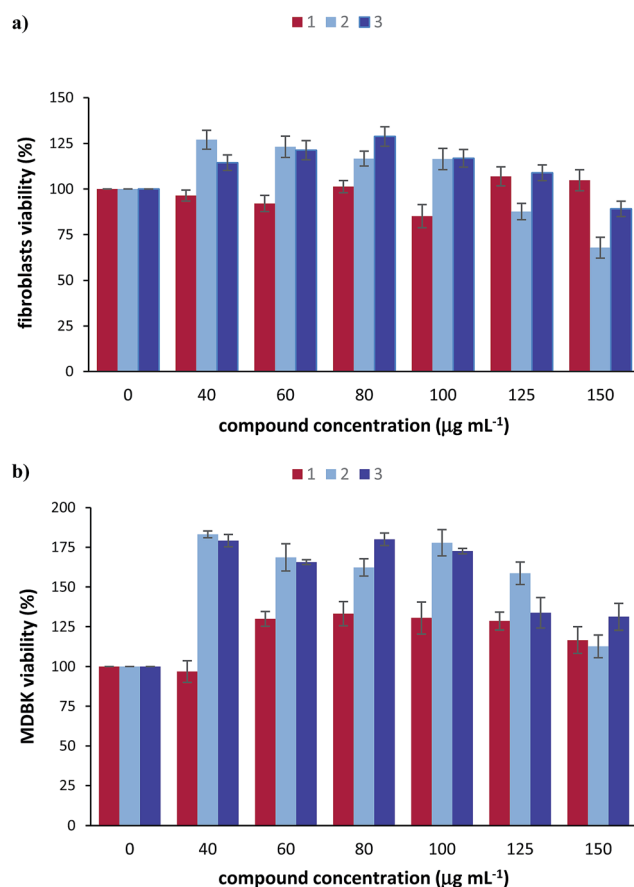 a)
1 2 3
fibroblasts viability (%)
150
125
100
75
50
25
0
0 40 60 80 100 125 150
compound concentration (µg mL-1)
b)
1 2 3
MDBK viability (%)
200
175
150
125
100
75
50
25
0
0 40 60 80 100 125 150
compound concentration (µg mL-1)